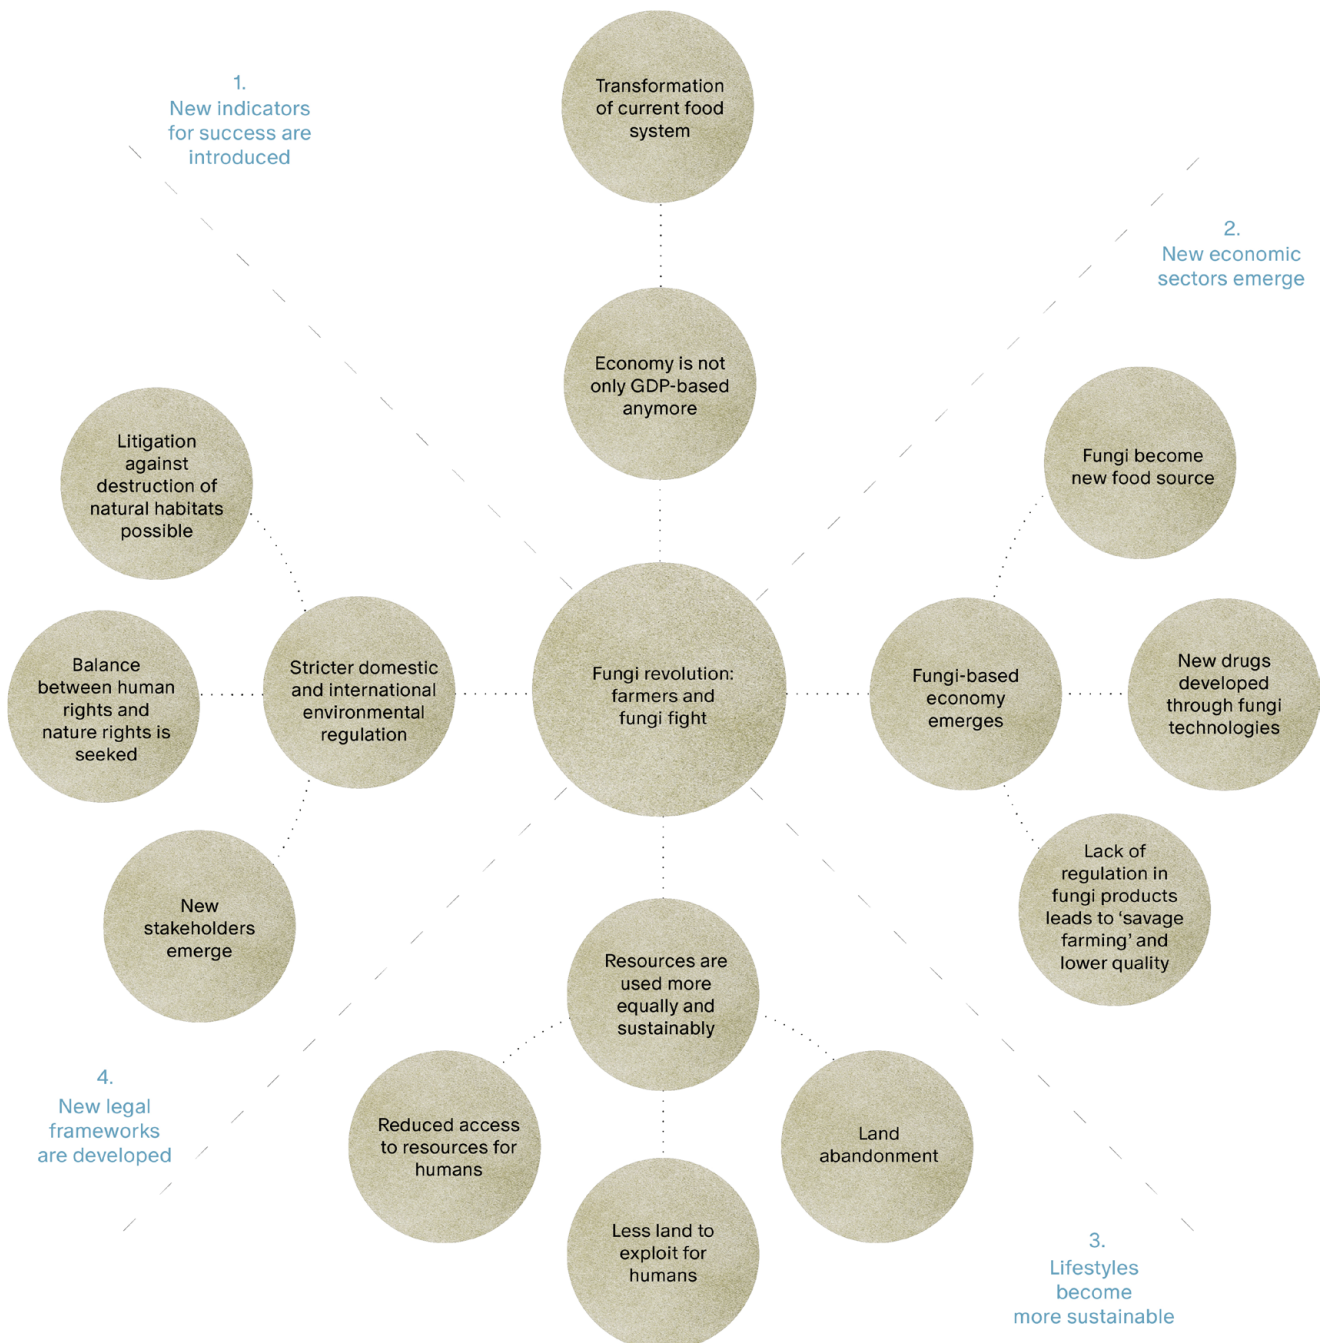 1.
New indicators
for success are
introduced
Transformation
of current food
system
Economy is not
only GDP-based
anymore
2.
New economic
sectors emerge
Fungi become
new food source
Fungi-based
economy
emerges
New drugs
developed
through fungi
technologies
Lack of
regulation in
fungi products
leads to ‘savage
farming’ and
lower quality
Fungi revolution:
farmers and
fungi fight
Litigation
against
destruction of
natural habitats
possible
Balance
between human
rights and
nature rights is
seeked
Stricter domestic
and international
environmental
regulation
New
stakeholders
emerge
4.
New legal
frameworks
are developed
Resources are
used more
equally and
sustainably
Reduced access
to resources for
humans
Less land to
exploit for
humans
Land
abandonment
3.
Lifestyles
become
more sustainable